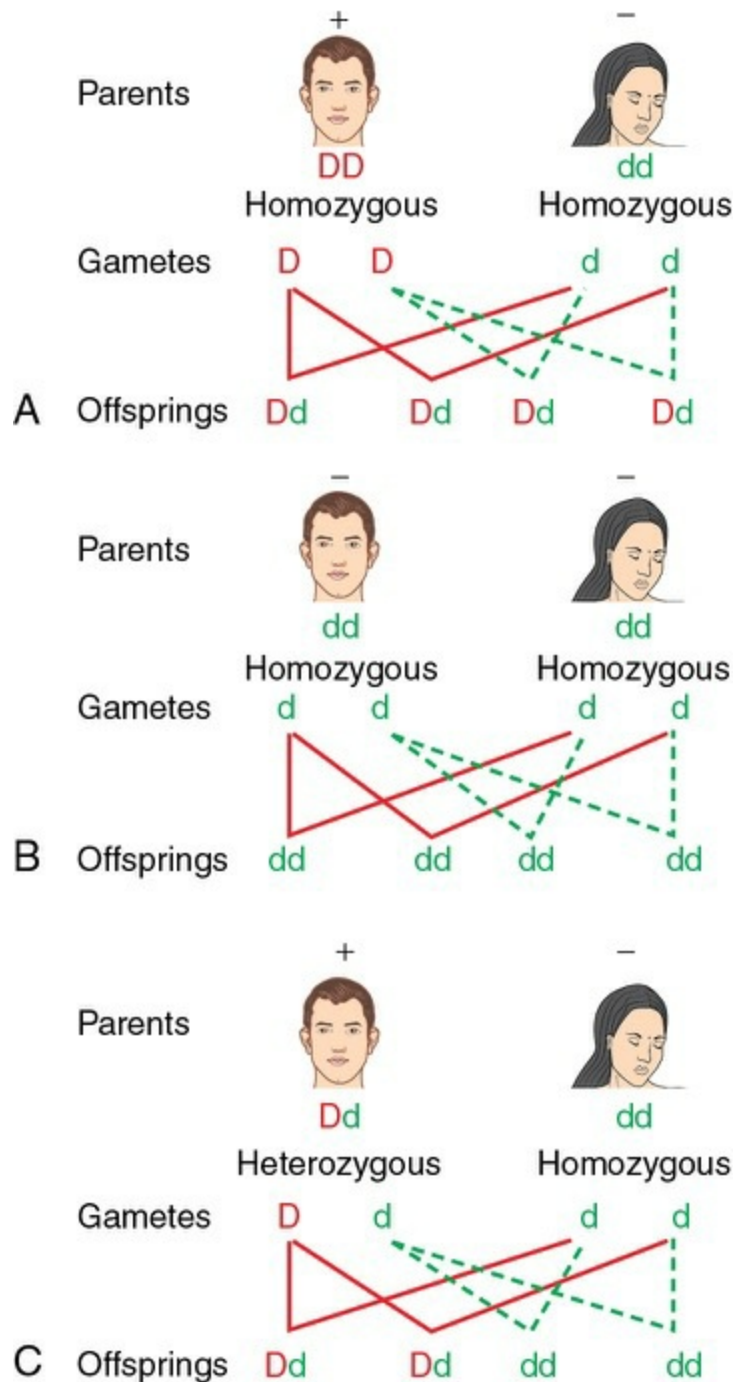 + −
Parents
DD dd
Homozygous Homozygous
Gametes D D d d
A Offsprings Dd Dd Dd Dd
− −
Parents
dd dd
Homozygous Homozygous
Gametes d d d d
B Offsprings dd dd dd dd
+ −
Parents
Dd dd
Heterozygous Homozygous
Gametes D d d d
C Offsprings Dd Dd dd dd